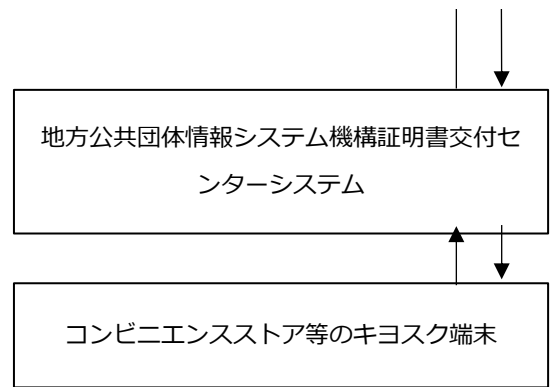 地方公共団体情報システム機構証明書交付セ
ンターシステム
コンビニエンスストア等のキヨスク端末